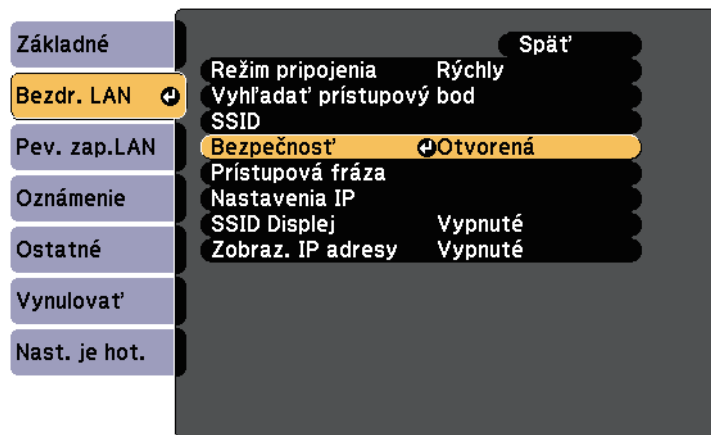 Základné
Bezdr. LAN
Pev. zap.LAN
Oznámenie
Ostatné
Vynulovať
Nast. je hot.
Späť
Režim pripojenia Rýchly
Vyhľadať prístupový bod
SSID
Bezpečnosť Otvorená
Prístupová fráza
Nastavenia IP
SSID Displej Vypnuté
Zobraz. IP adresy Vypnuté